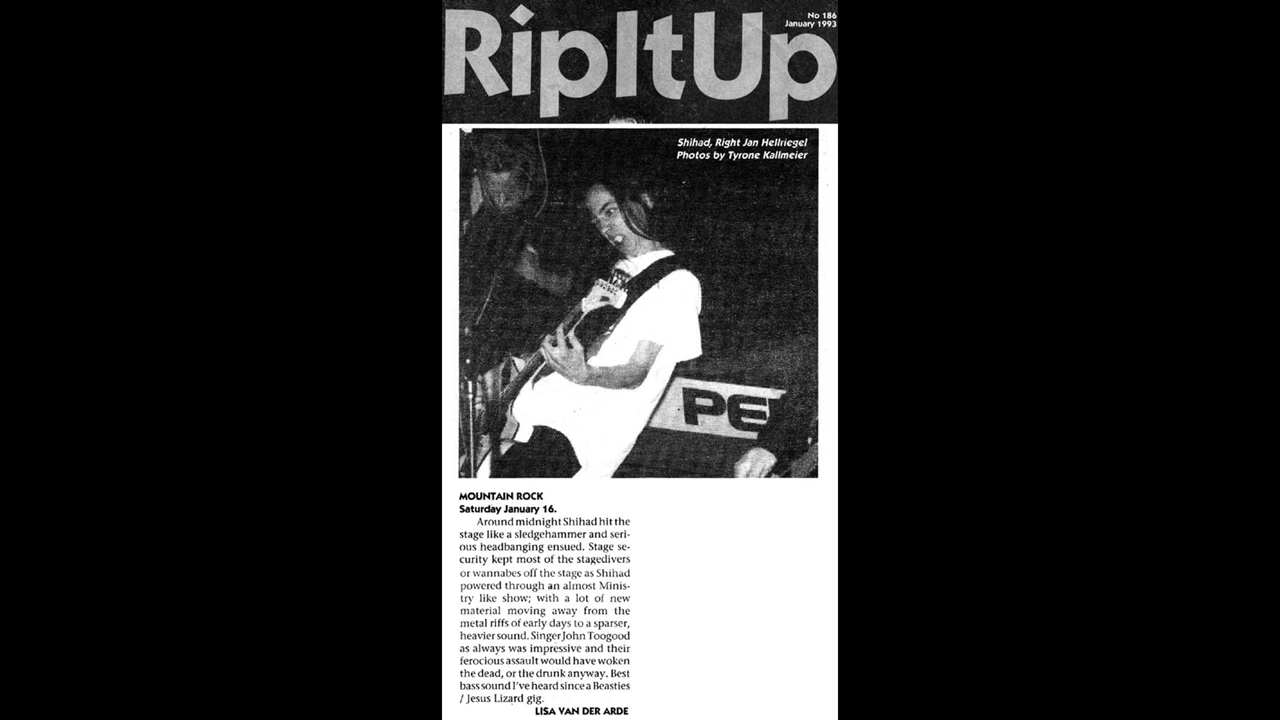 RipItUp
No 186
January 1993
Shihad, Right Jan Hellriegel
Photos by Tyrone Kallmeier
PE
MOUNTAIN ROCK
Saturday January 16.
Around midnight Shihad hit the
stage like a sledgehammer and seri-
ous headbanging ensued. Stage se-
curity kept most of the stagedivers
or wannabes off the stage as Shihad
powered through an almost Minis-
try like show; with a lot of new
material moving away from the
metal riffs of early days to a sparser,
heavier sound. Singer John Toogood
as always was impressive and their
ferocious assault would have woken
the dead, or the drunk anyway. Best
bass sound I've heard since a Beasties
/ Jesus Lizard gig.
LISA VAN DER ARDE